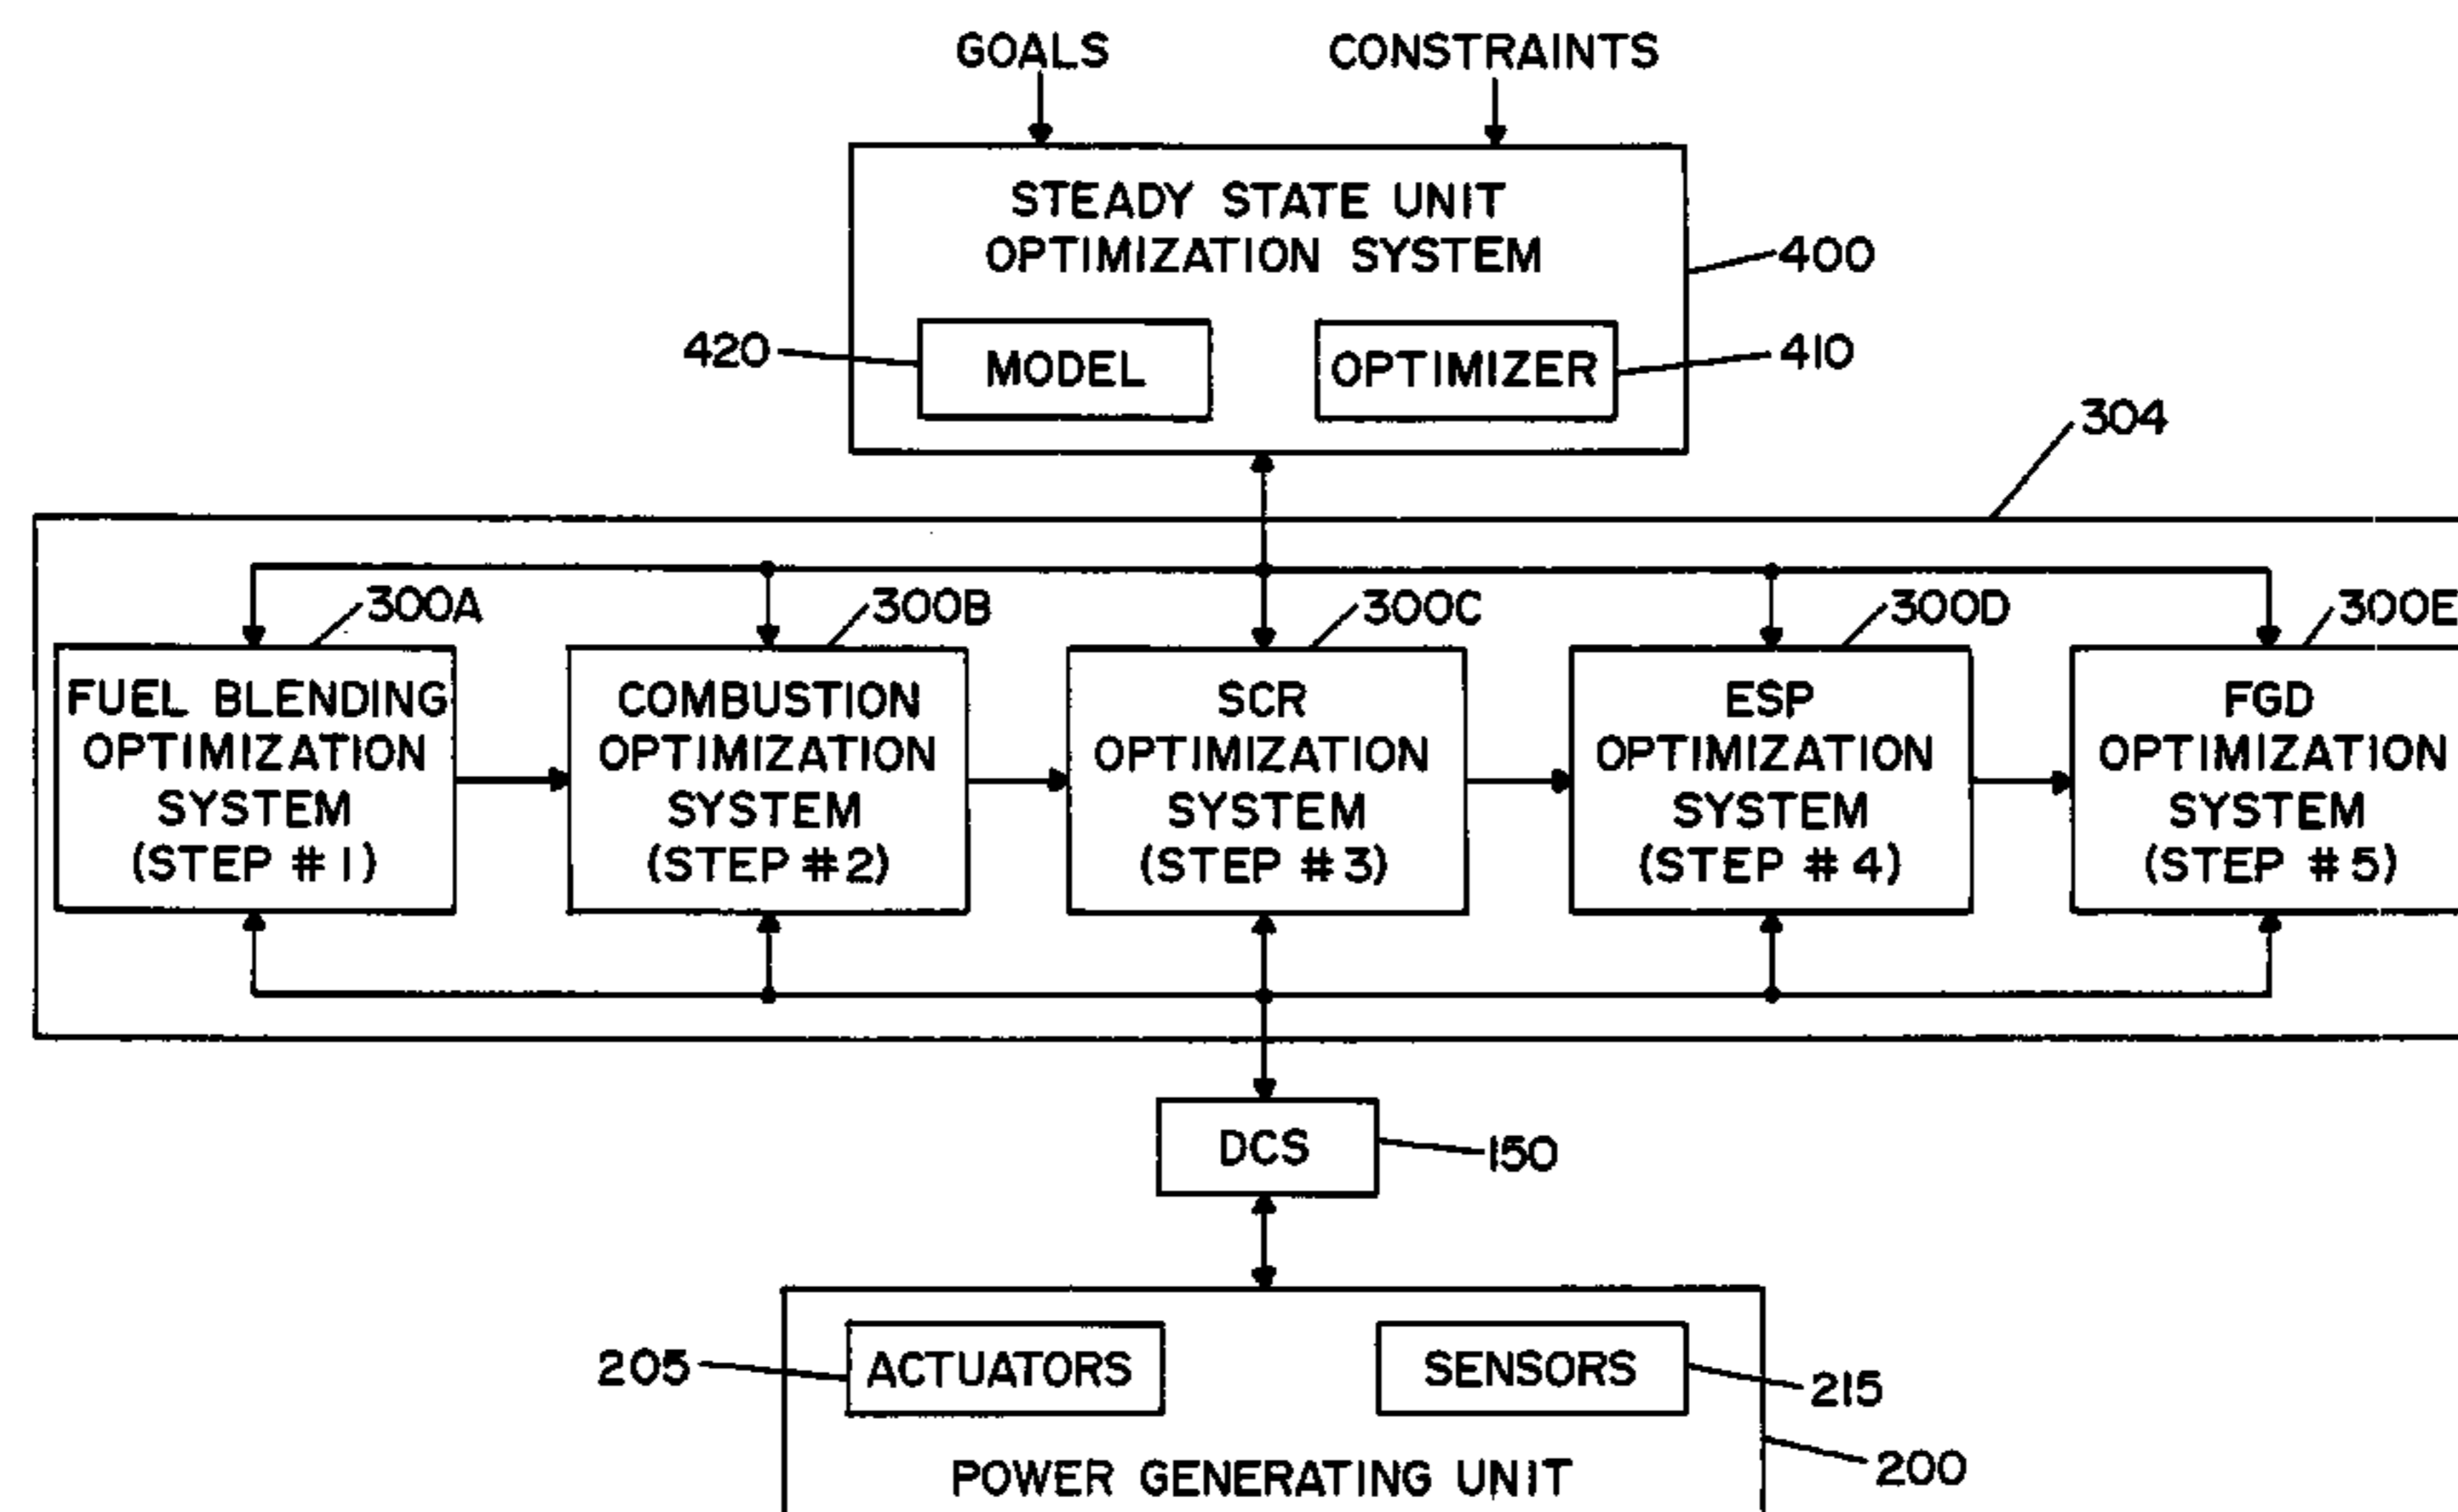 GOALS
CONSTRAINTS
STEADY STATE UNIT
OPTIMIZATION SYSTEM
400
420
MODEL
OPTIMIZER
410
304
300A
300B
300C
300D
300E
FUEL BLENDING
OPTIMIZATION
SYSTEM
(STEP #1)
COMBUSTION
OPTIMIZATION
SYSTEM
(STEP #2)
SCR
OPTIMIZATION
SYSTEM
(STEP #3)
ESP
OPTIMIZATION
SYSTEM
(STEP #4)
FGD
OPTIMIZATION
SYSTEM
(STEP #5)
DCS
150
205
ACTUATORS
SENSORS
215
POWER GENERATING UNIT
200